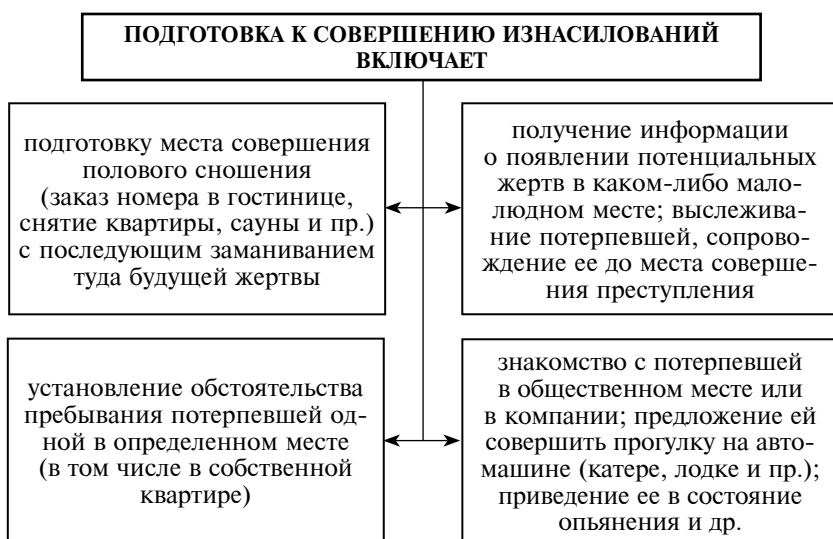 ПОДГОТОВКА К СОВЕРШЕНИЮ ИЗНАСИЛОВАНИЙ
ВКЛЮЧАЕТ
подготовку места совершения
полового сношения
(заказ номера в гостинице,
снятие квартиры, сауны и пр.)
с последующим заманиванием
туда будущей жертвы
получение информации
о появлении потенциальных
жертв в каком-либо мало-
людном месте; выслежива-
ние потерпевшей, сопрово-
ждение ее до места соверше-
ния преступления
установление обстоятельства
пребывания потерпевшей од-
ной в определенном месте
(в том числе в собственной
квартире)
знакомство с потерпевшей
в общественном месте или
в компании; предложение ей
совершить прогулку на авто-
машине (катере, лодке и пр.);
приведение ее в состояние
опьянения и др.